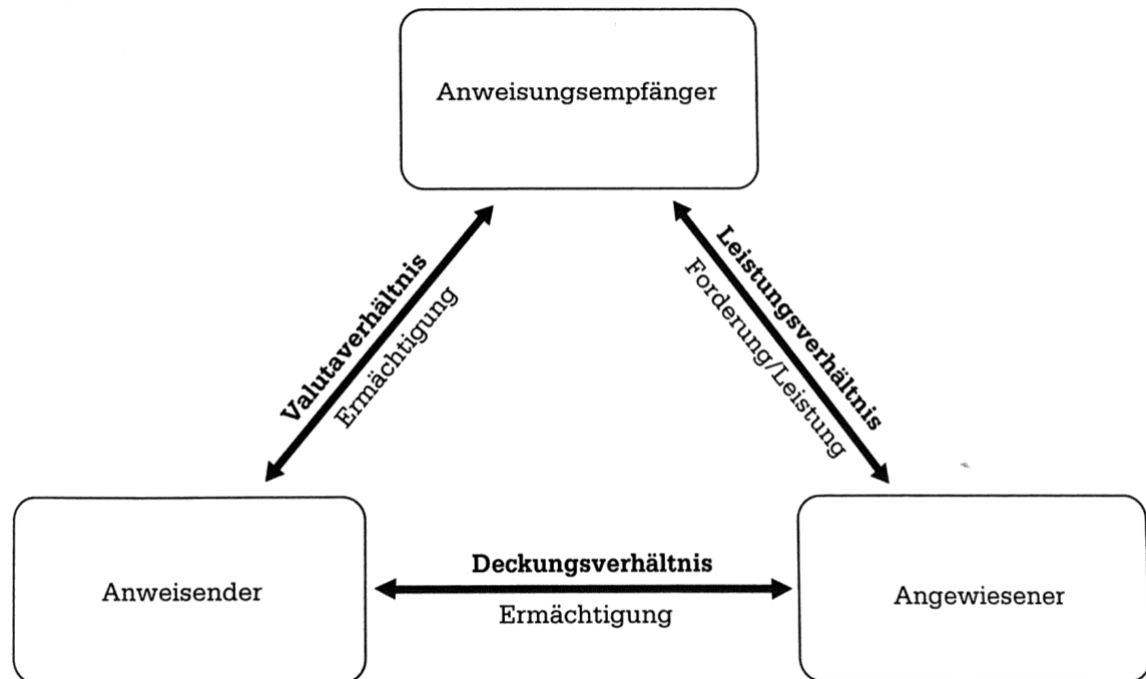 Anweisungsempfänger
Valutaverhältnis
Ermächtigung
Leistungsverhältnis
Forderung/Leistung
Anweisender
Deckungsverhältnis
Ermächtigung
Angewiesener